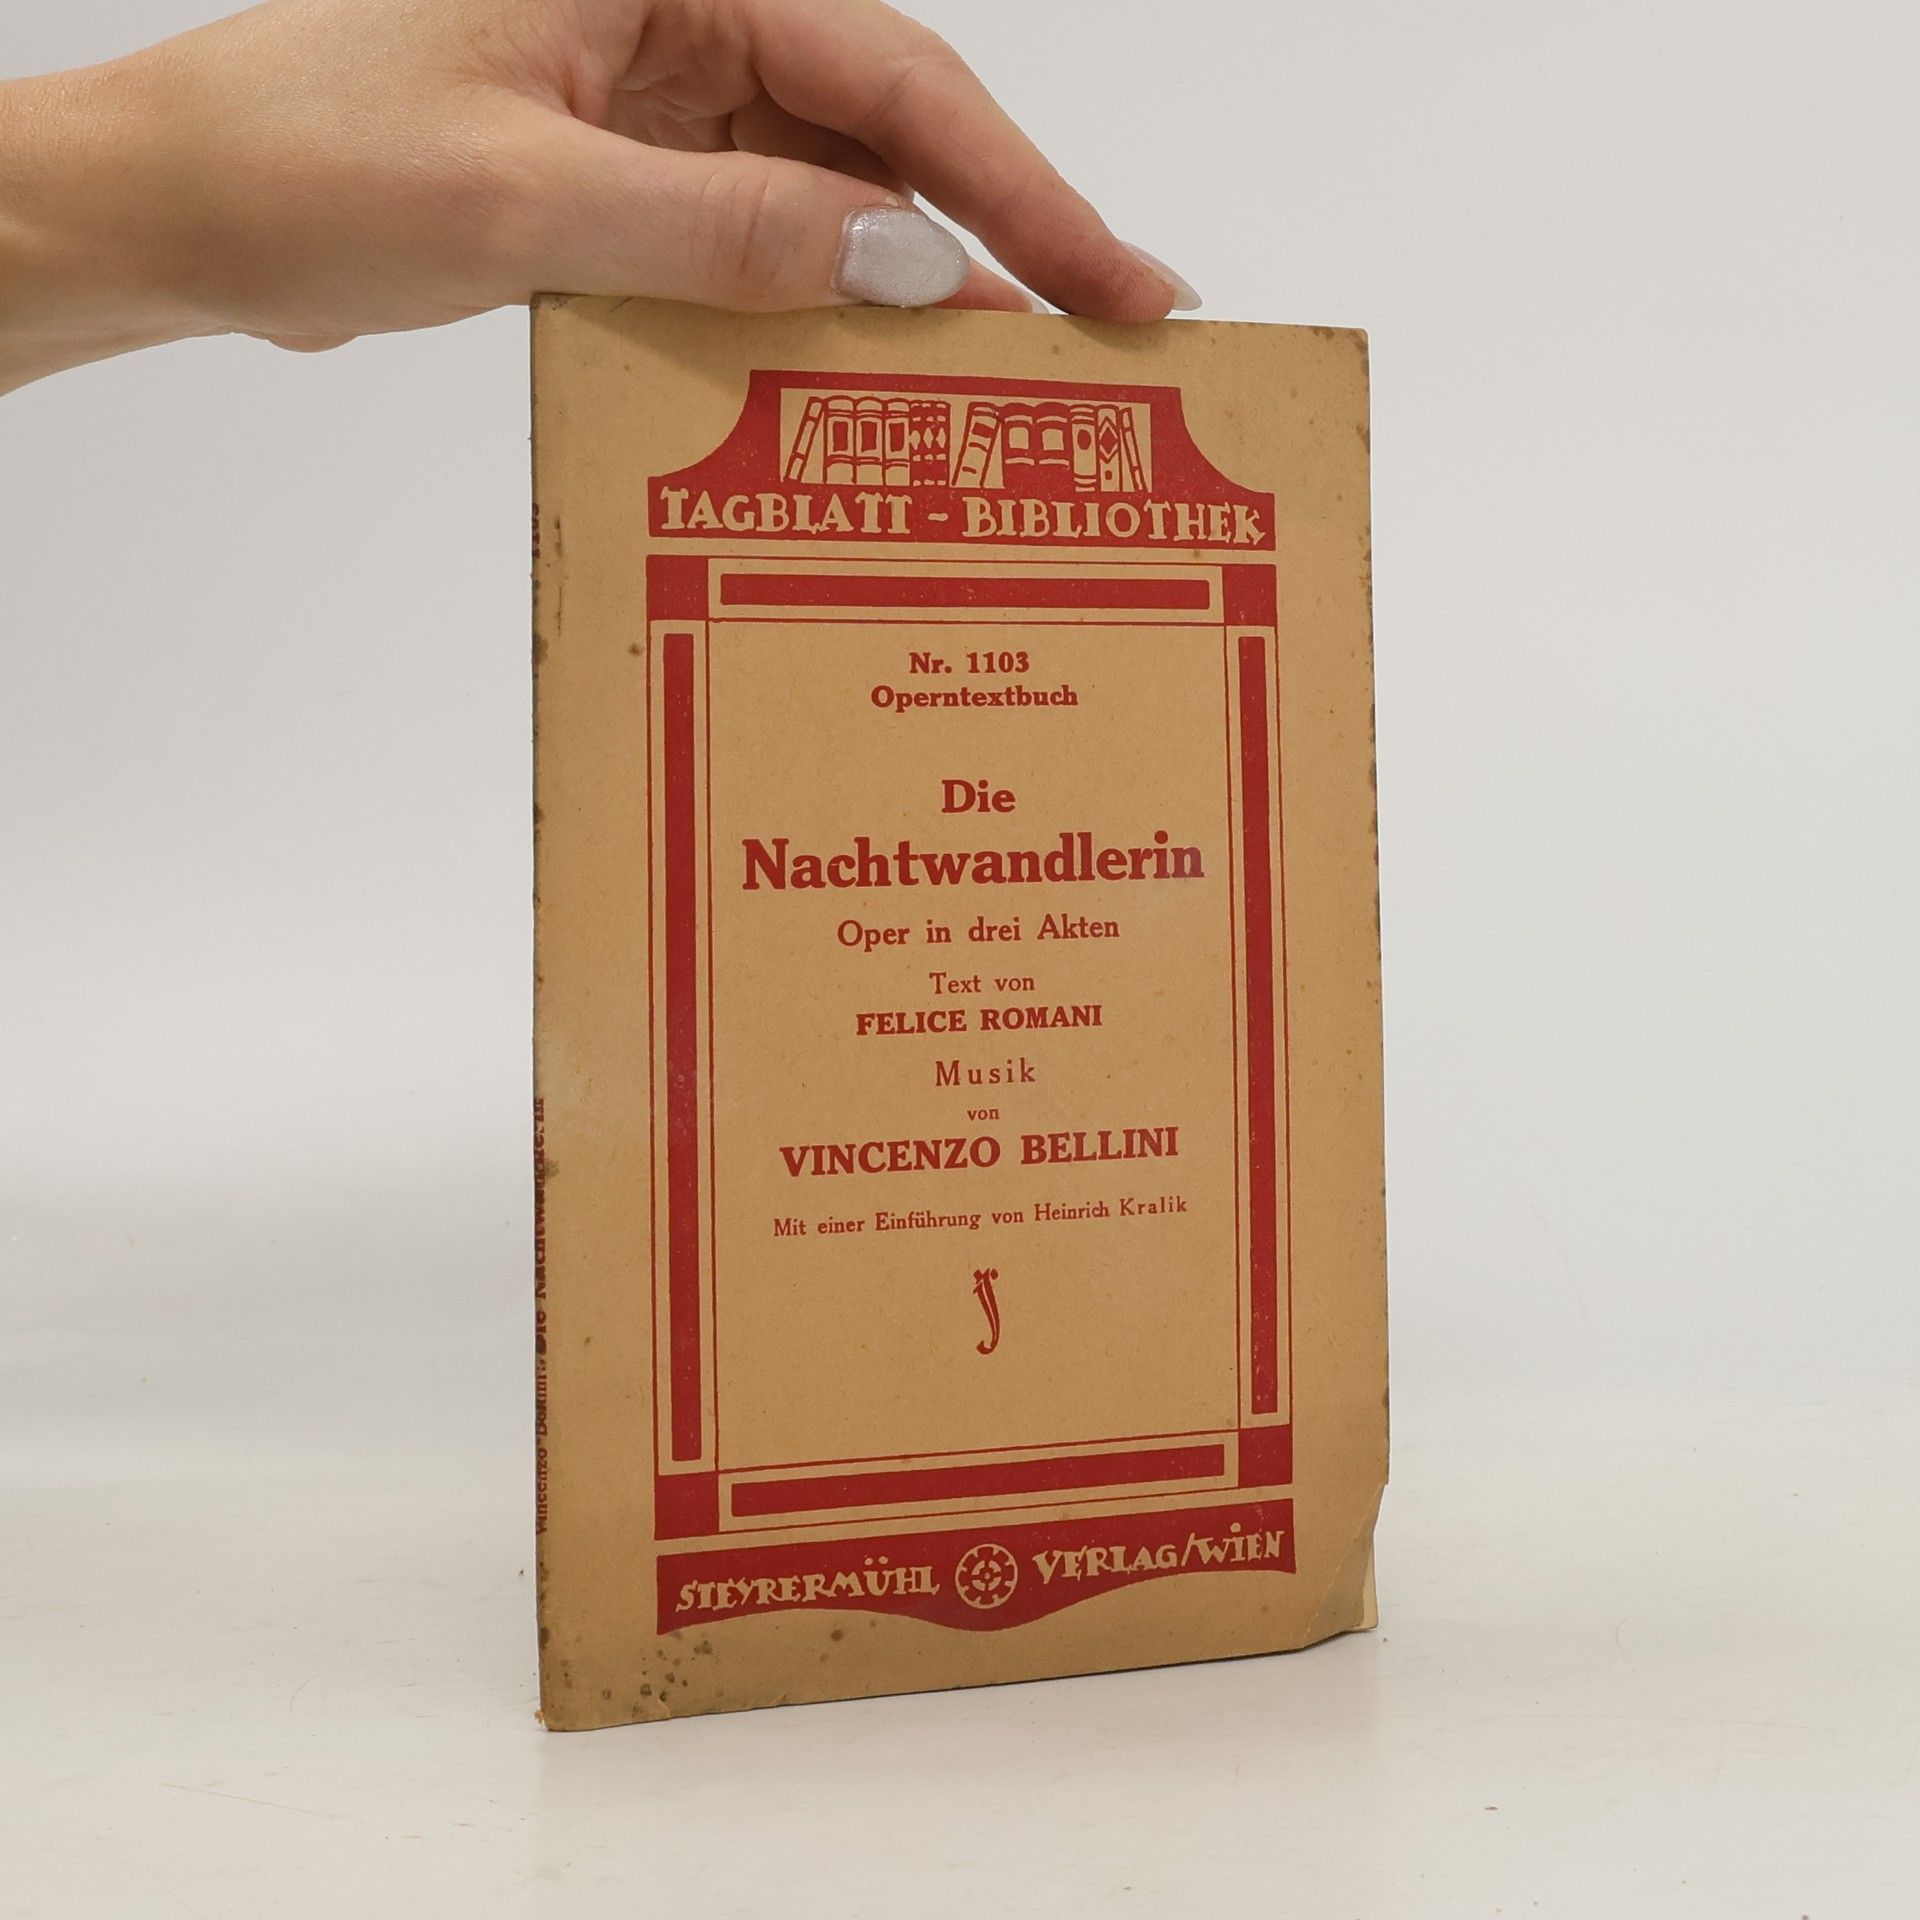 TAGBLATT - BIBLIOTHEK
Nr. 1103
Operntextbuch
Die
Nachtwandlerin
Oper in drei Akten
Text von
FELICE ROMANI
Musik
von
VINCENZO BELLINI
Mit einer Einführung von Heinrich Kralik
STEYRERMÜHL VERLAG/WIEN